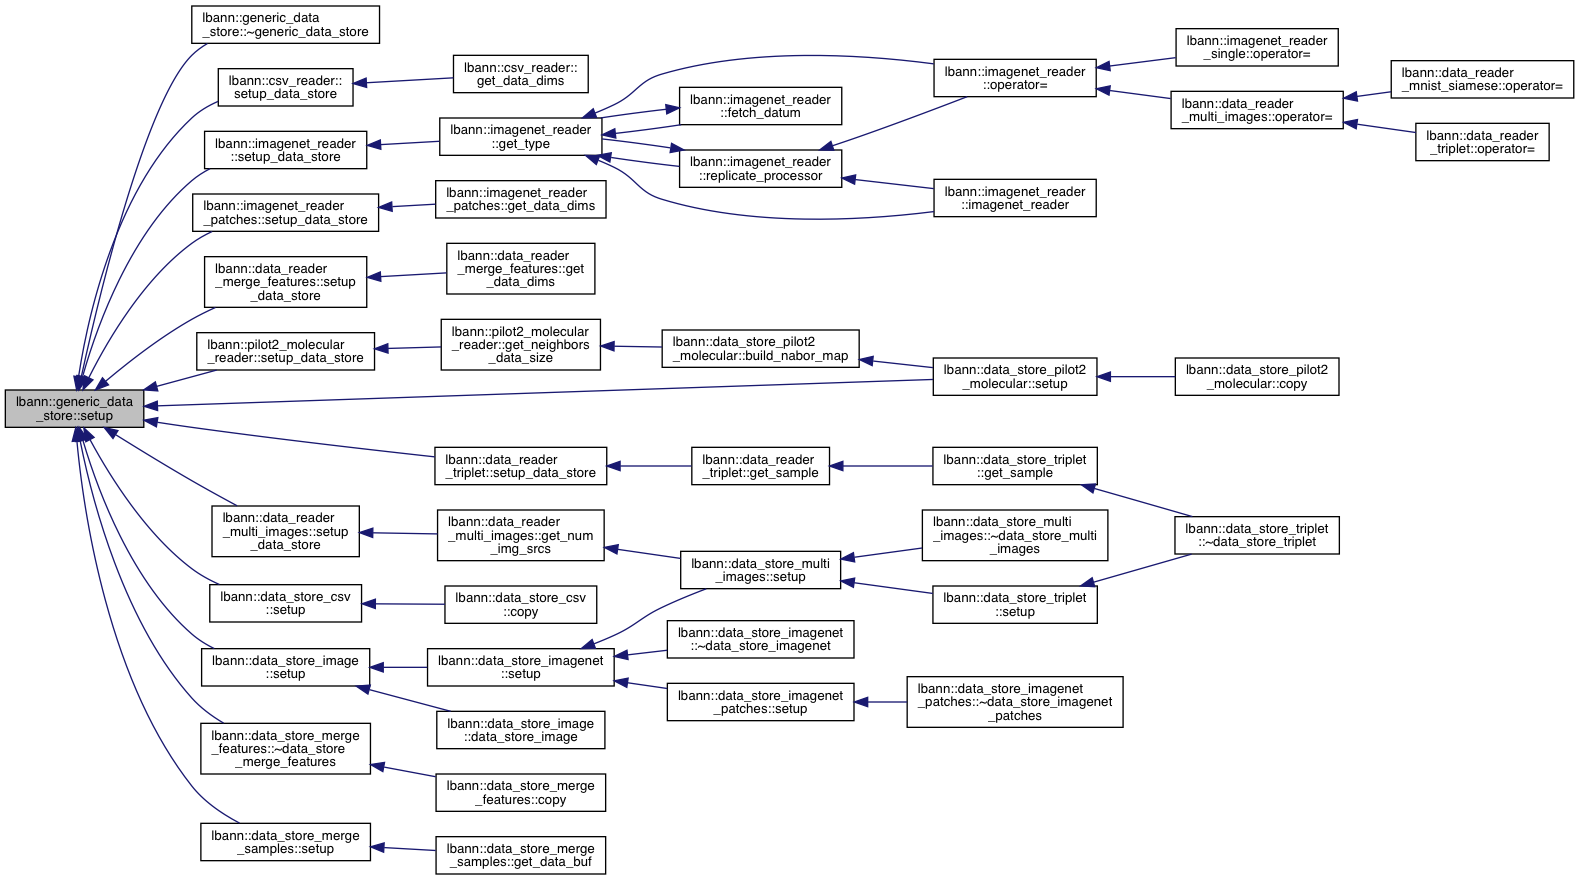 lbann::generic_data
_store::~generic_data_store
lbann::csv_reader::
setup_data_store
lbann::csv_reader::
get_data_dims
lbann::imagenet_reader
::setup_data_store
lbann::imagenet_reader
::get_type
lbann::imagenet_reader
::fetch_datum
lbann::imagenet_reader
::replicate_processor
lbann::imagenet_reader
::operator=
lbann::imagenet_reader
_single::operator=
lbann::data_reader
_multi_images::operator=
lbann::data_reader
_mnist_siamese::operator=
lbann::data_reader
_triplet::operator=
lbann::imagenet_reader
::imagenet_reader
lbann::imagenet_reader
_patches::setup_data_store
lbann::imagenet_reader
_patches::get_data_dims
lbann::data_reader
_merge_features::setup
_data_store
lbann::data_reader
_merge_features::get
_data_dims
lbann::pilot2_molecular
_reader::setup_data_store
lbann::pilot2_molecular
_reader::get_neighbors
_data_size
lbann::data_store_pilot2
_molecular::build_nabor_map
lbann::data_store_pilot2
_molecular::setup
lbann::data_store_pilot2
_molecular::copy
lbann::generic_data
_store::setup
lbann::data_reader
_triplet::setup_data_store
lbann::data_reader
_triplet::get_sample
lbann::data_store_triplet
::get_sample
lbann::data_store_triplet
::~data_store_triplet
lbann::data_reader
_multi_images::setup
_data_store
lbann::data_reader
_multi_images::get_num
_img_srcs
lbann::data_store_multi
_images::setup
lbann::data_store_multi
_images::~data_store_multi
_images
lbann::data_store_triplet
::setup
lbann::data_store_csv
::setup
lbann::data_store_csv
::copy
lbann::data_store_image
::setup
lbann::data_store_imagenet
::setup
lbann::data_store_imagenet
::~data_store_imagenet
lbann::data_store_imagenet
_patches::setup
lbann::data_store_imagenet
_patches::~data_store_imagenet
_patches
lbann::data_store_image
::data_store_image
lbann::data_store_merge
_features::~data_store
_merge_features
lbann::data_store_merge
_features::copy
lbann::data_store_merge
_samples::setup
lbann::data_store_merge
_samples::get_data_buf